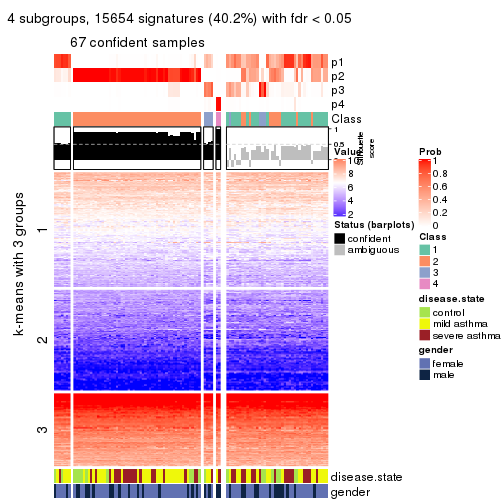 4 subgroups, 15654 signatures (40.2%) with fdr < 0.05
67 confident samples
p1
p2
p3
p4
Class
1
0.5
0
Silhouette
score
k-means with 3 groups
1
2
3
disease.state
gender
Value
10
8
6
4
2
Status (barplots)
confident
ambiguous
Prob
1
0.8
0.6
0.4
0.2
0
Class
1
2
3
4
disease.state
control
mild asthma
severe asthma
gender
female
male